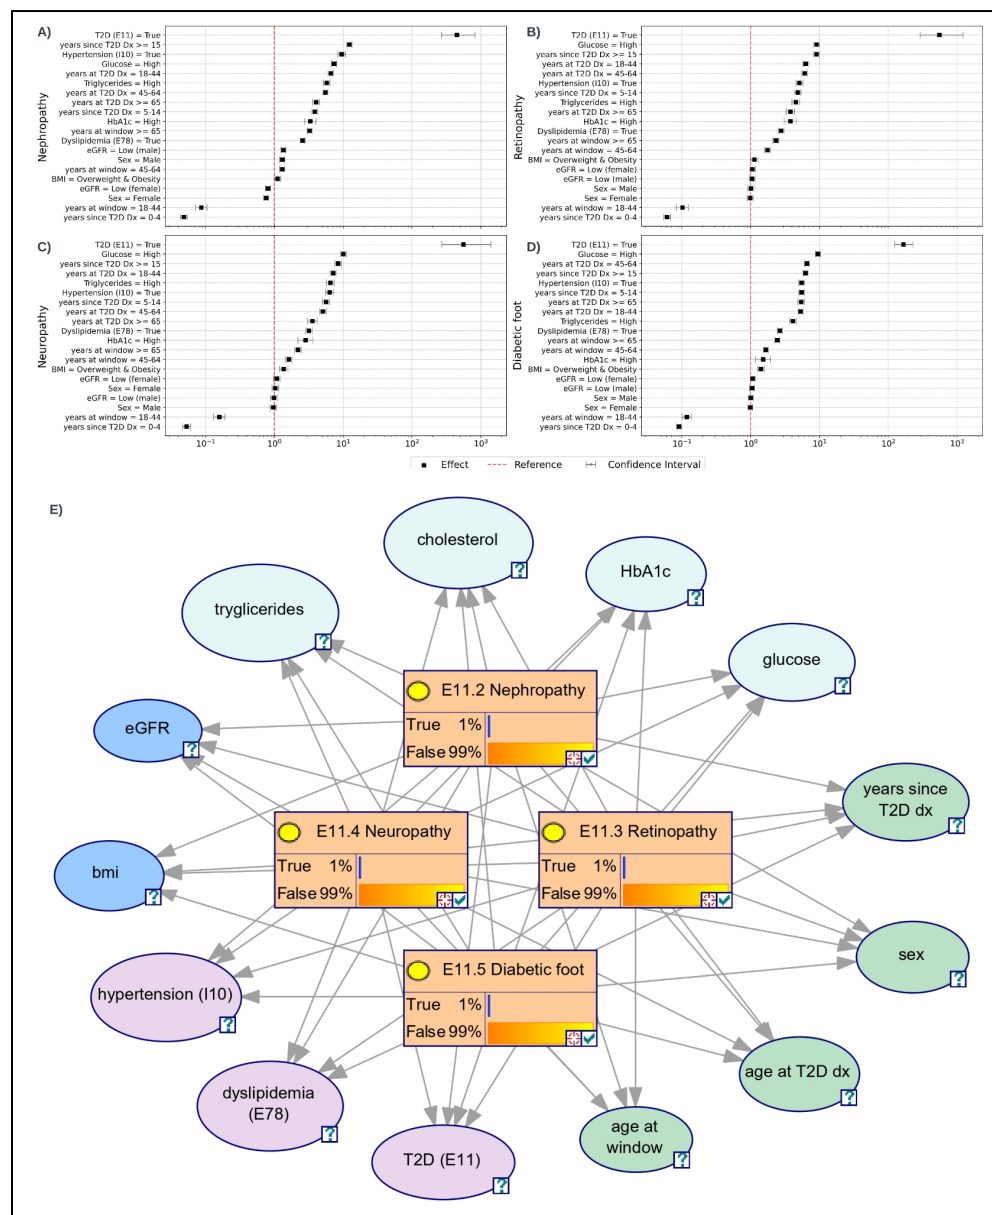 A)
Nephropathy
T2D (E11) = True
years since T2D Dx >= 15
Hypertension (I10) = True
Glucose = High
years at T2D Dx = 18-44
Triglycerides = High
years at T2D Dx = 45-64
years at T2D Dx >= 65
years since T2D Dx = 5-14
HbA1c = High
years at window >= 65
Dyslipidemia (E78) = True
eGFR = Low (male)
Sex = Male
years at window = 45-64
BMI = Overweight & Obesity
eGFR = Low (female)
Sex = Female
years at window = 18-44
years since T2D Dx = 0-4
B)
Retinopathy
T2D (E11) = True
Glucose = High
years since T2D Dx >= 15
years at T2D Dx = 18-44
years at T2D Dx = 45-64
Hypertension (I10) = True
years since T2D Dx = 5-14
Triglycerides = High
years at T2D Dx >= 65
HbA1c = High
Dyslipidemia (E78) = True
years at window >= 65
years at window = 45-64
BMI = Overweight & Obesity
eGFR = Low (female)
eGFR = Low (male)
Sex = Male
Sex = Female
years at window = 18-44
years since T2D Dx = 0-4
C)
Neuropathy
T2D (E11) = True
Glucose = High
years since T2D Dx >= 15
years at T2D Dx = 18-44
Triglycerides = High
Hypertension (I10) = True
years since T2D Dx = 5-14
years at T2D Dx = 45-64
years at T2D Dx >= 65
Dyslipidemia (E78) = True
HbA1c = High
years at window >= 65
years at window = 45-64
BMI = Overweight & Obesity
eGFR = Low (female)
Sex = Female
eGFR = Low (male)
Sex = Male
years at window = 18-44
years since T2D Dx = 0-4
10⁻¹ 10⁰ 10¹ 10² 10³
D)
Diabetic foot
T2D (E11) = True
Glucose = High
years at T2D Dx = 45-64
years since T2D Dx >= 15
Hypertension (I10) = True
years since T2D Dx = 5-14
years at T2D Dx >= 65
years at T2D Dx = 18-44
Triglycerides = High
Dyslipidemia (E78) = True
years at window >= 65
years at window = 45-64
HbA1c = High
BMI = Overweight & Obesity
eGFR = Low (female)
eGFR = Low (male)
Sex = Male
Sex = Female
years at window = 18-44
years since T2D Dx = 0-4
10⁻¹ 10⁰ 10¹ 10² 10³
Effect Reference Confidence Interval
E)
cholesterol
?
HbA1c
?
tryglicerides
?
glucose
?
E11.2 Nephropathy
True 1%
False 99%
eGFR
?
years since
T2D dx
?
E11.4 Neuropathy
True 1%
False 99%
E11.3 Retinopathy
True 1%
False 99%
bmi
?
sex
?
E11.5 Diabetic foot
True 1%
False 99%
hypertension (I10)
?
age at T2D dx
?
dyslipidemia
(E78)
?
age at
window
?
T2D (E11)
?